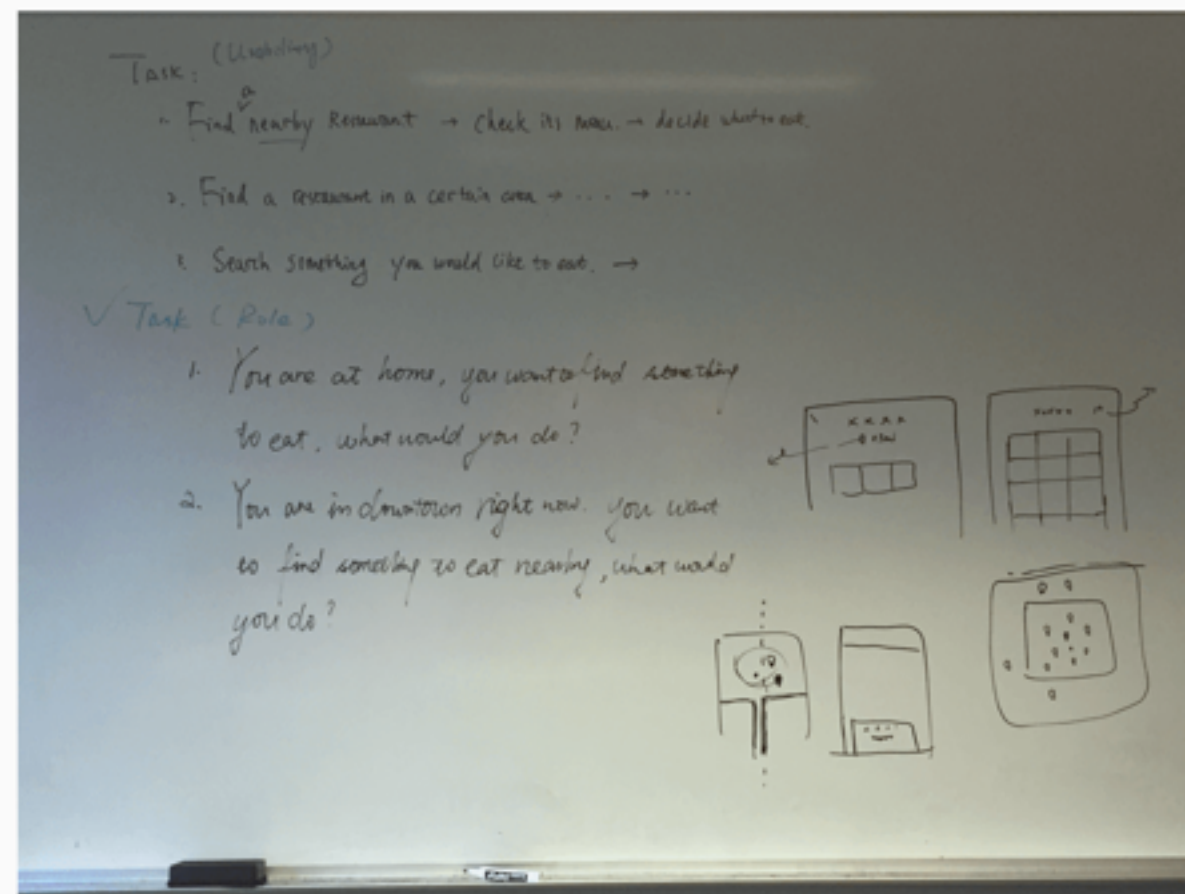 Task:
1. Find a nearby Restaurant → check its menu. → decide what to eat.
2. Find a restaurant in a certain area → .... → ...
3. Search something you would like to eat. →
✓ Task (Role)
1. You are at home, you want to find something
to eat. what would you do?
2. You are in downtown right now. you want
to find something to eat nearby, what would
you do?